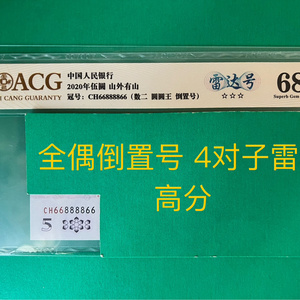 ACG
CANG GUARANTY
中国人民银行
2020年伍圆 山外有山
冠号: CH66888866 (数二 圆圆王 倒置号)
雷达号
☆☆☆
68
Superb Gem
全偶倒置号 4对子雷
高分
CH66888866
5